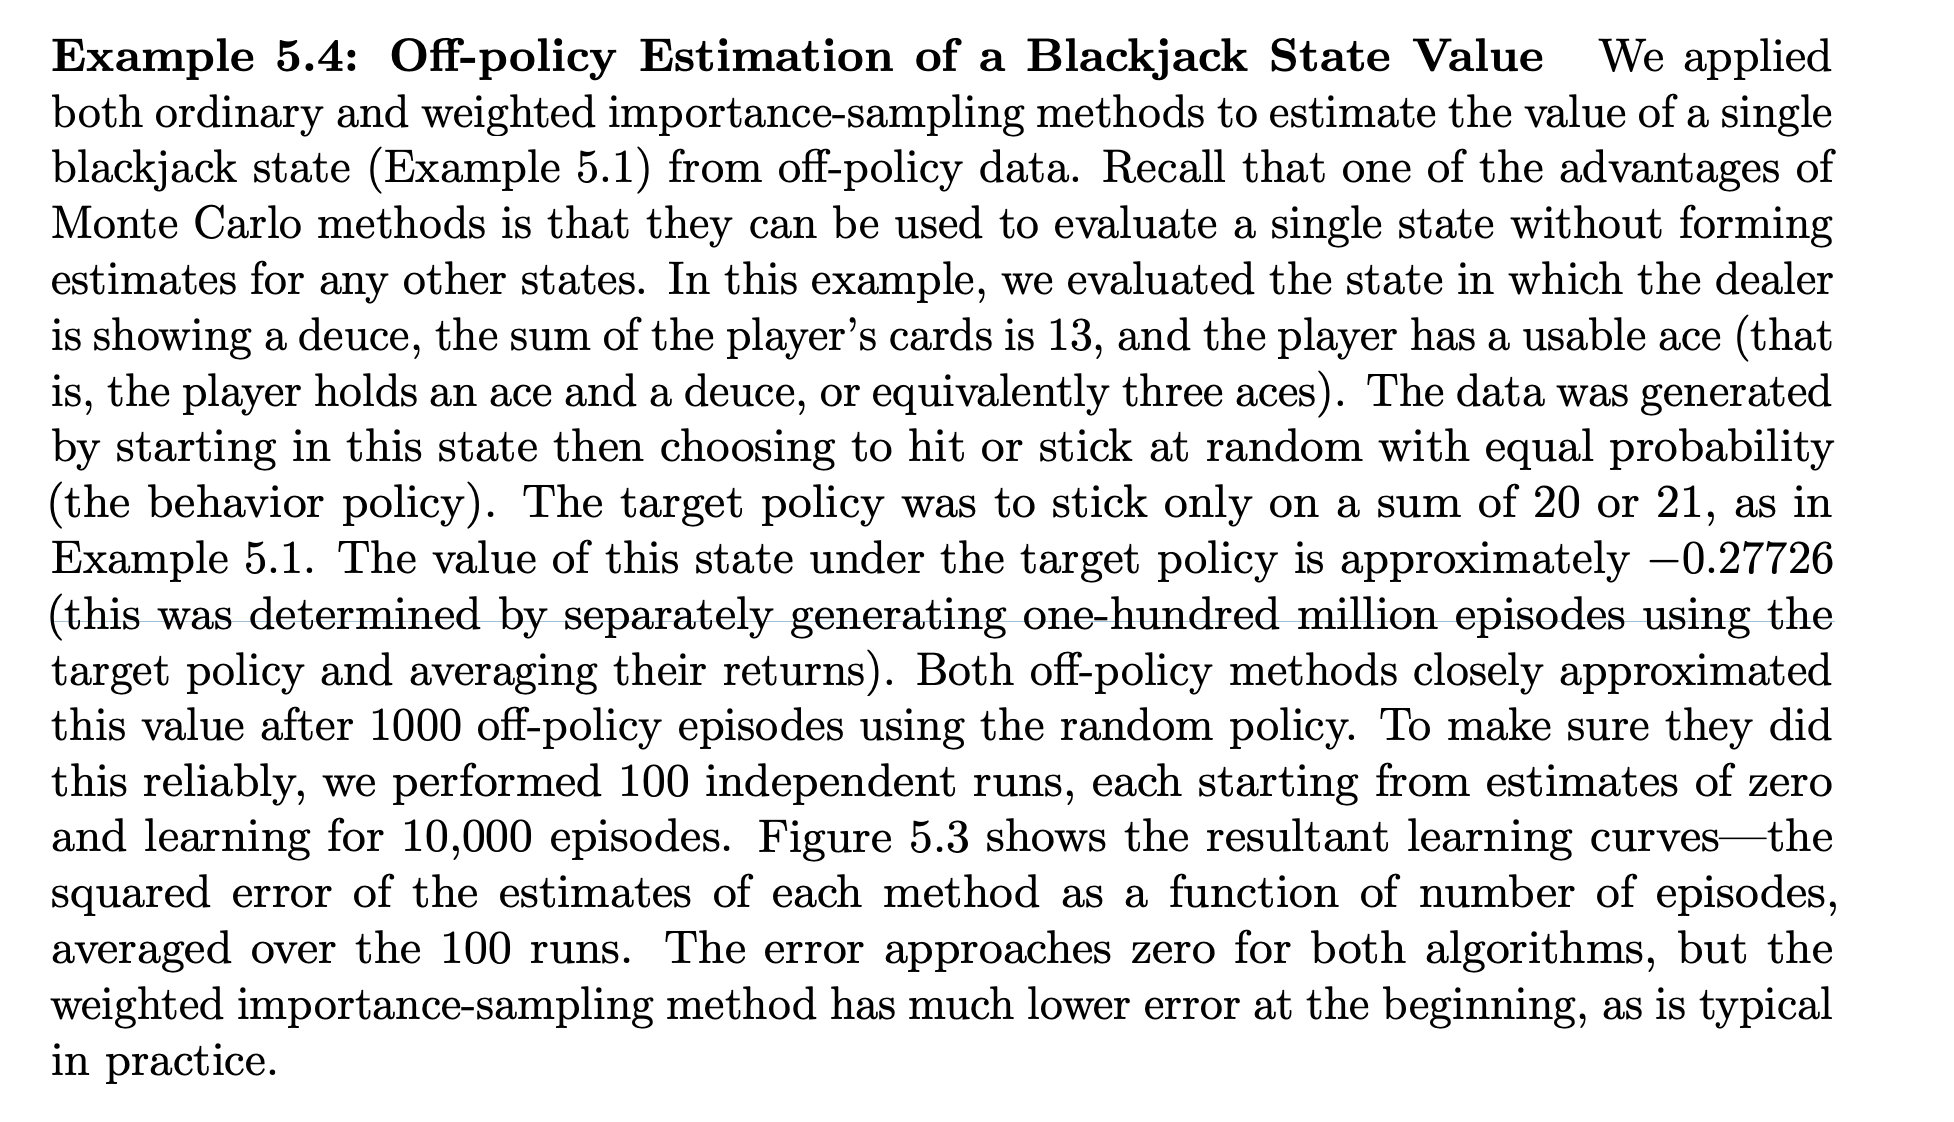 Example 5.4: Off-policy Estimation of a Blackjack State Value We applied
both ordinary and weighted importance-sampling methods to estimate the value of a single
blackjack state (Example 5.1) from off-policy data. Recall that one of the advantages of
Monte Carlo methods is that they can be used to evaluate a single state without forming
estimates for any other states. In this example, we evaluated the state in which the dealer
is showing a deuce, the sum of the player’s cards is 13, and the player has a usable ace (that
is, the player holds an ace and a deuce, or equivalently three aces). The data was generated
by starting in this state then choosing to hit or stick at random with equal probability
(the behavior policy). The target policy was to stick only on a sum of 20 or 21, as in
Example 5.1. The value of this state under the target policy is approximately −0.27726
(this was determined by separately generating one-hundred million episodes using the
target policy and averaging their returns). Both off-policy methods closely approximated
this value after 1000 off-policy episodes using the random policy. To make sure they did
this reliably, we performed 100 independent runs, each starting from estimates of zero
and learning for 10,000 episodes. Figure 5.3 shows the resultant learning curves—the
squared error of the estimates of each method as a function of number of episodes,
averaged over the 100 runs. The error approaches zero for both algorithms, but the
weighted importance-sampling method has much lower error at the beginning, as is typical
in practice.